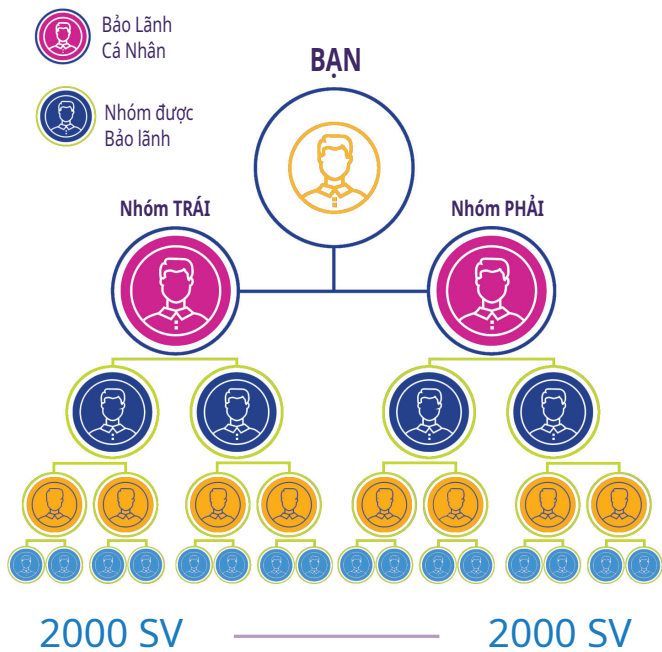 Bảo Lãnh
Cá Nhân
BẠN
Nhóm được
Bảo lãnh
Nhóm TRÁI
Nhóm PHẢI
2000 SV
2000 SV